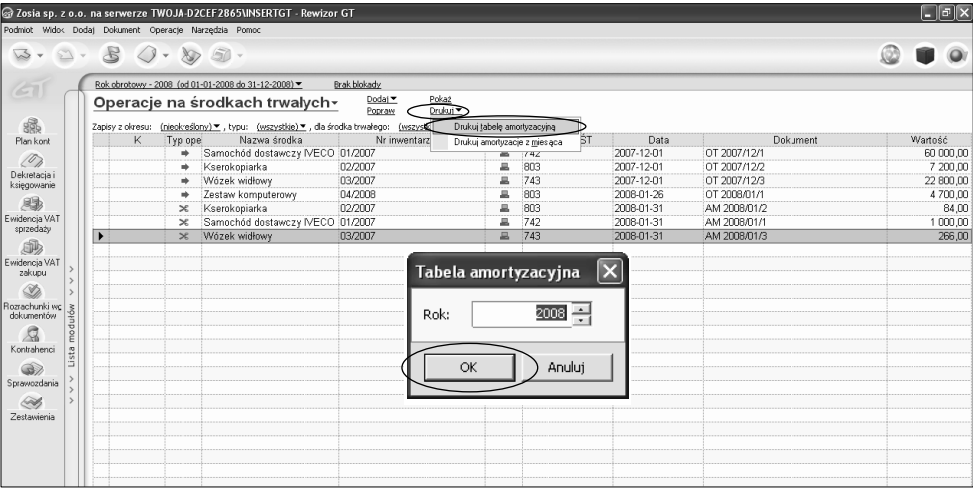 Zosia sp. z o.o. na serwerze TWOJA-D2CEF2865\INSERTGT - Rewizor GT
Podmiot Widok Dodaj Dokument Operacje Narzędzia Pomoc
GT
Rok obrotowy - 2008 (od 01-01-2008 do 31-12-2008) Brak blokady
Operacje na środkach trwałych Dodaj Pokaż
Popraw Drukuj
Zapisy z okresu: (nieokreślony), typu: (wszystkie), dla środka trwałego:
Drukuj tabelę amortyzacyjną
Drukuj amortyzacje z miesiąca
K Typ ope Nazwa środka Nr inwentarz ST Data Dokument Wartość
Samochód dostawczy IVECO 01/2007 742 2007-12-01 OT 2007/12/1 60 000,00
Kserokopiarka 02/2007 803 2007-12-01 OT 2007/12/2 7 200,00
Wózek widłowy 03/2007 743 2007-12-01 OT 2007/12/3 22 800,00
Zestaw komputerowy 04/2008 803 2008-01-26 OT 2008/01/1 4 700,00
Kserokopiarka 02/2007 803 2008-01-31 AM 2008/01/2 84,00
Samochód dostawczy IVECO 01/2007 742 2008-01-31 AM 2008/01/1 1 000,00
Wózek widłowy 03/2007 743 2008-01-31 AM 2008/01/3 266,00
Plan kont
Dekretacja i
księgowanie
Ewidencja VAT
sprzedaży
Ewidencja VAT
zakupu
Rozrachunki wg
dokumentów
Kontrahenci
Sprawozdania
Zestawienia
Lista modułów
Tabela amortyzacyjna
Rok: 2008
OK Anuluj